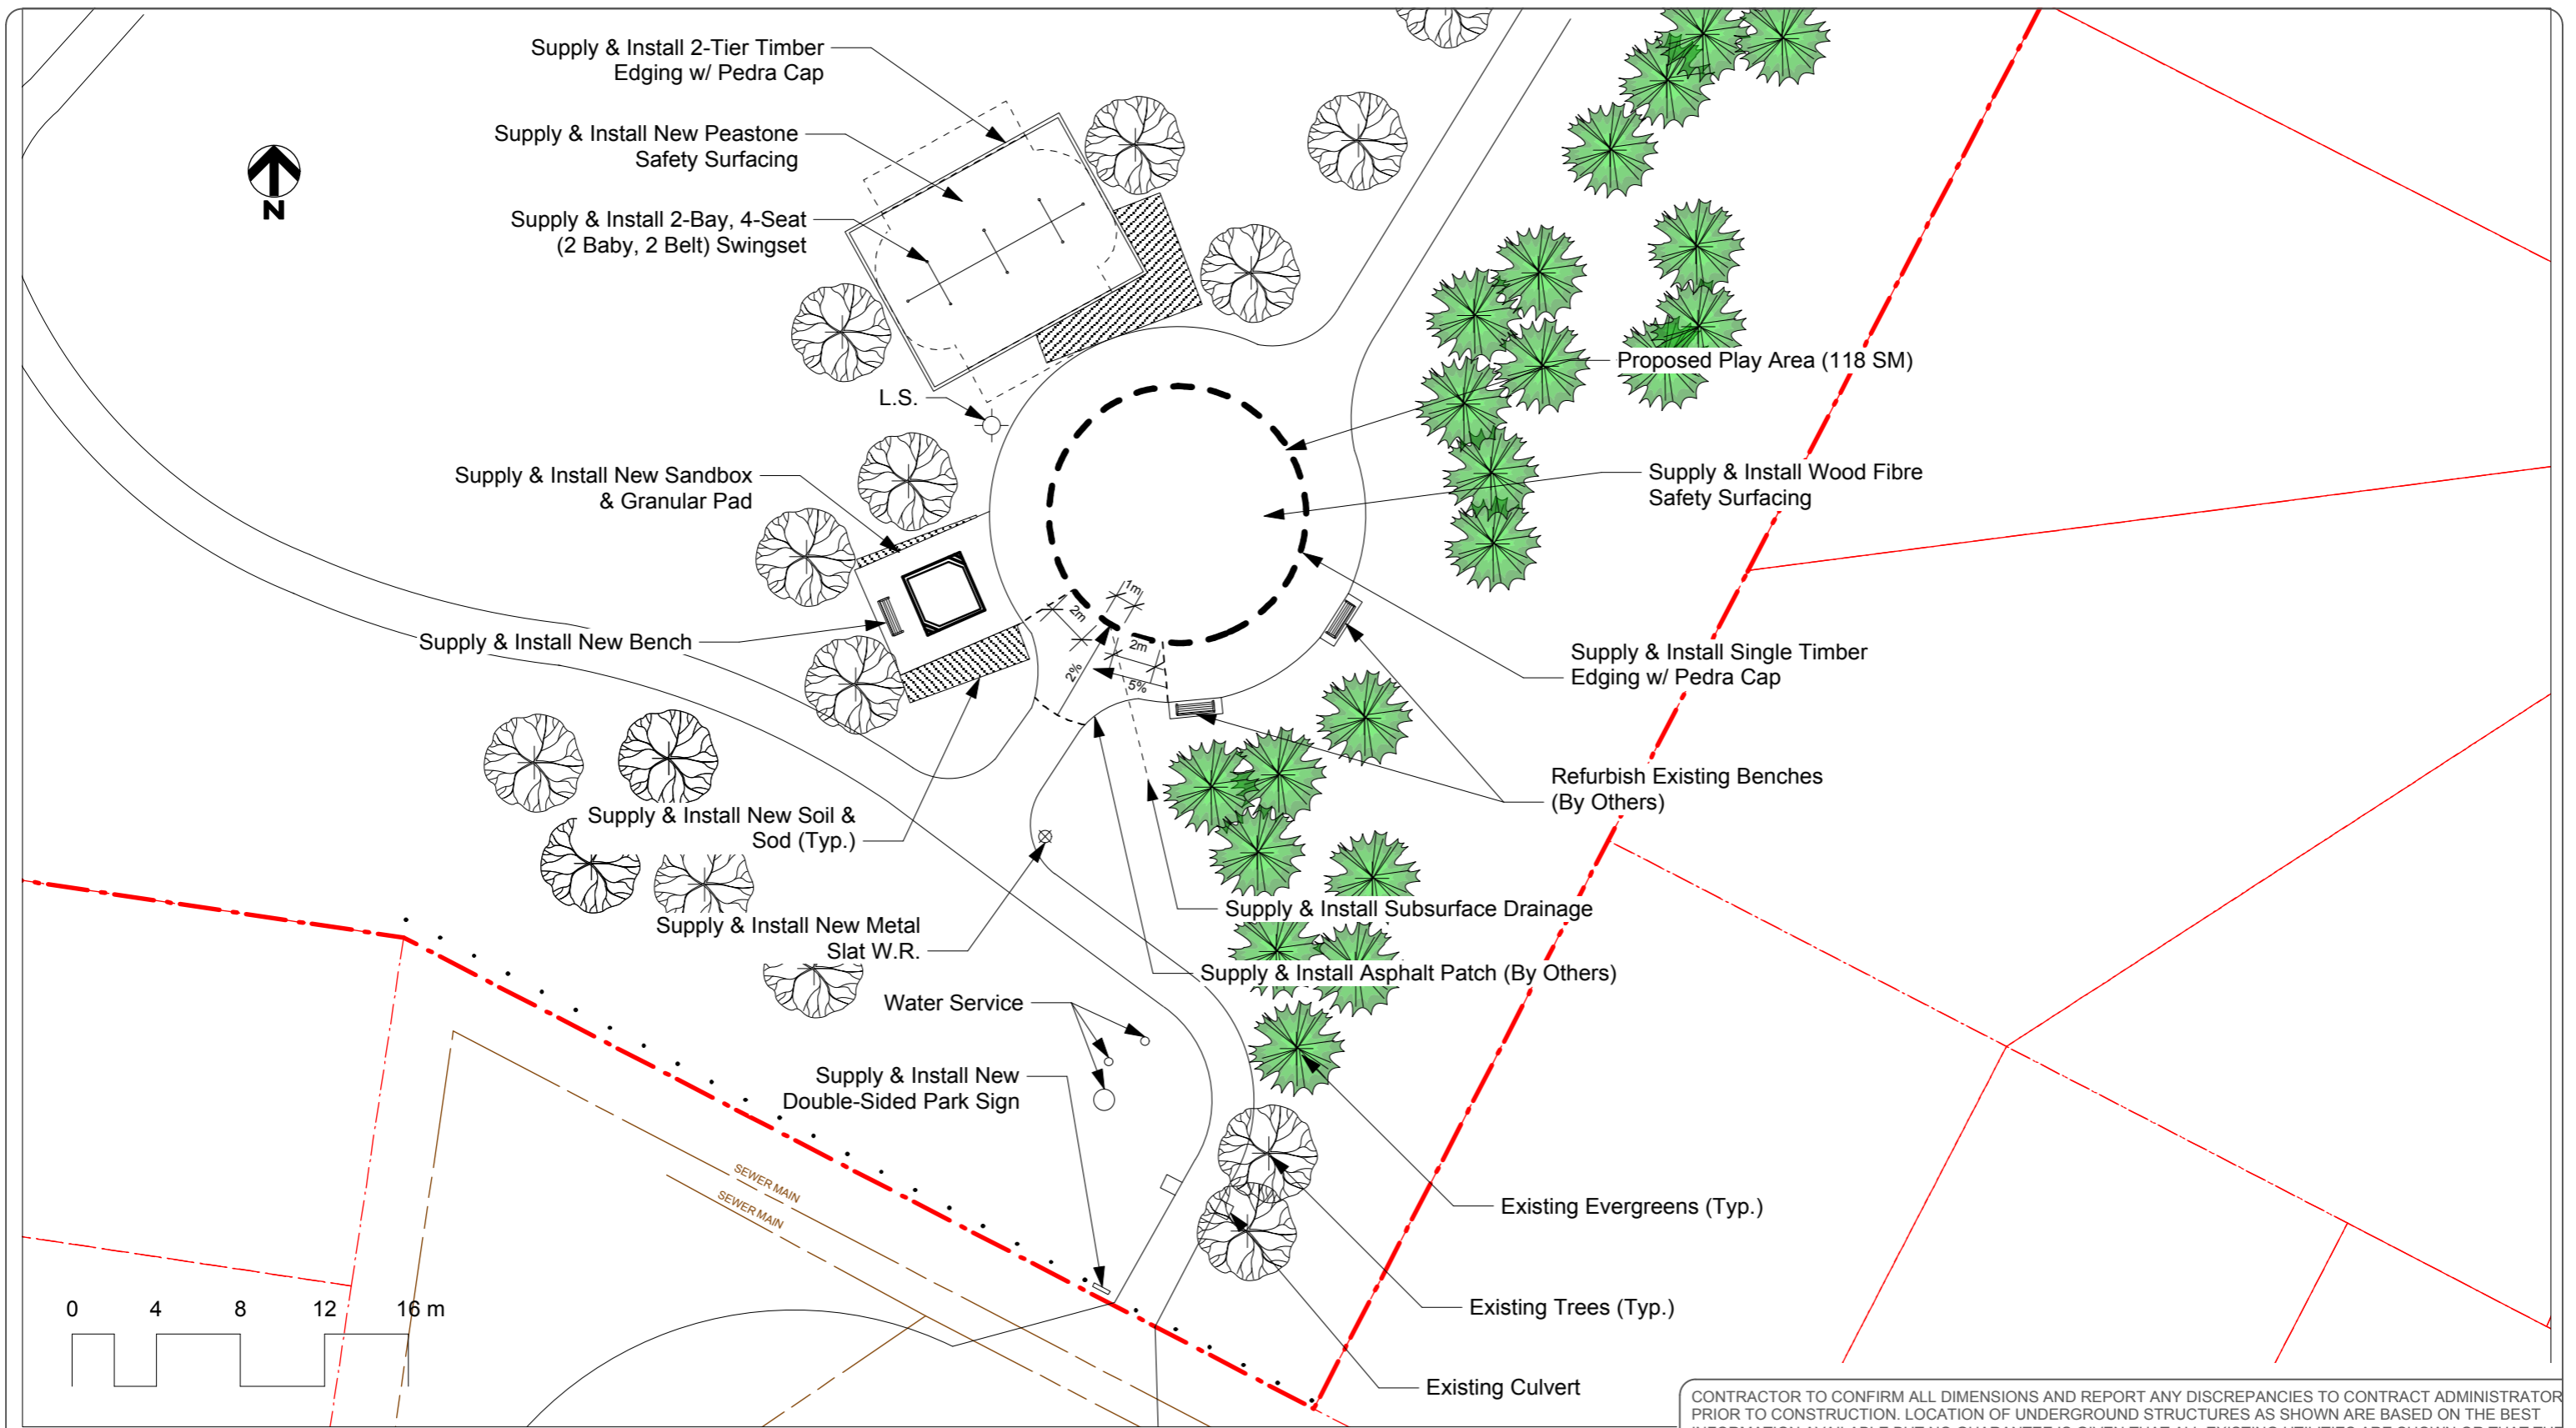 Supply & Install 2-Tier Timber
Edging w/ Pedra Cap
Supply & Install New Peastone
Safety Surfacing
N
Supply & Install 2-Bay, 4-Seat
(2 Baby, 2 Belt) Swingset
Proposed Play Area (118 SM)
L.S.
Supply & Install Wood Fibre
Safety Surfacing
Supply & Install New Sandbox
& Granular Pad
1m
2m
2m
2%
5%
Supply & Install New Bench
Supply & Install Single Timber
Edging w/ Pedra Cap
Refurbish Existing Benches
(By Others)
Supply & Install New Soil &
Sod (Typ.)
Supply & Install Subsurface Drainage
Supply & Install New Metal
Slat W.R.
Supply & Install Asphalt Patch (By Others)
Water Service
Supply & Install New
Double-Sided Park Sign
SEWER MAIN
SEWER MAIN
Existing Evergreens (Typ.)
Existing Trees (Typ.)
Existing Culvert
0 4 8 12 16 m
CONTRACTOR TO CONFIRM ALL DIMENSIONS AND REPORT ANY DISCREPANCIES TO CONTRACT ADMINISTRATOR
PRIOR TO CONSTRUCTION. LOCATION OF UNDERGROUND STRUCTURES AS SHOWN ARE BASED ON THE BEST